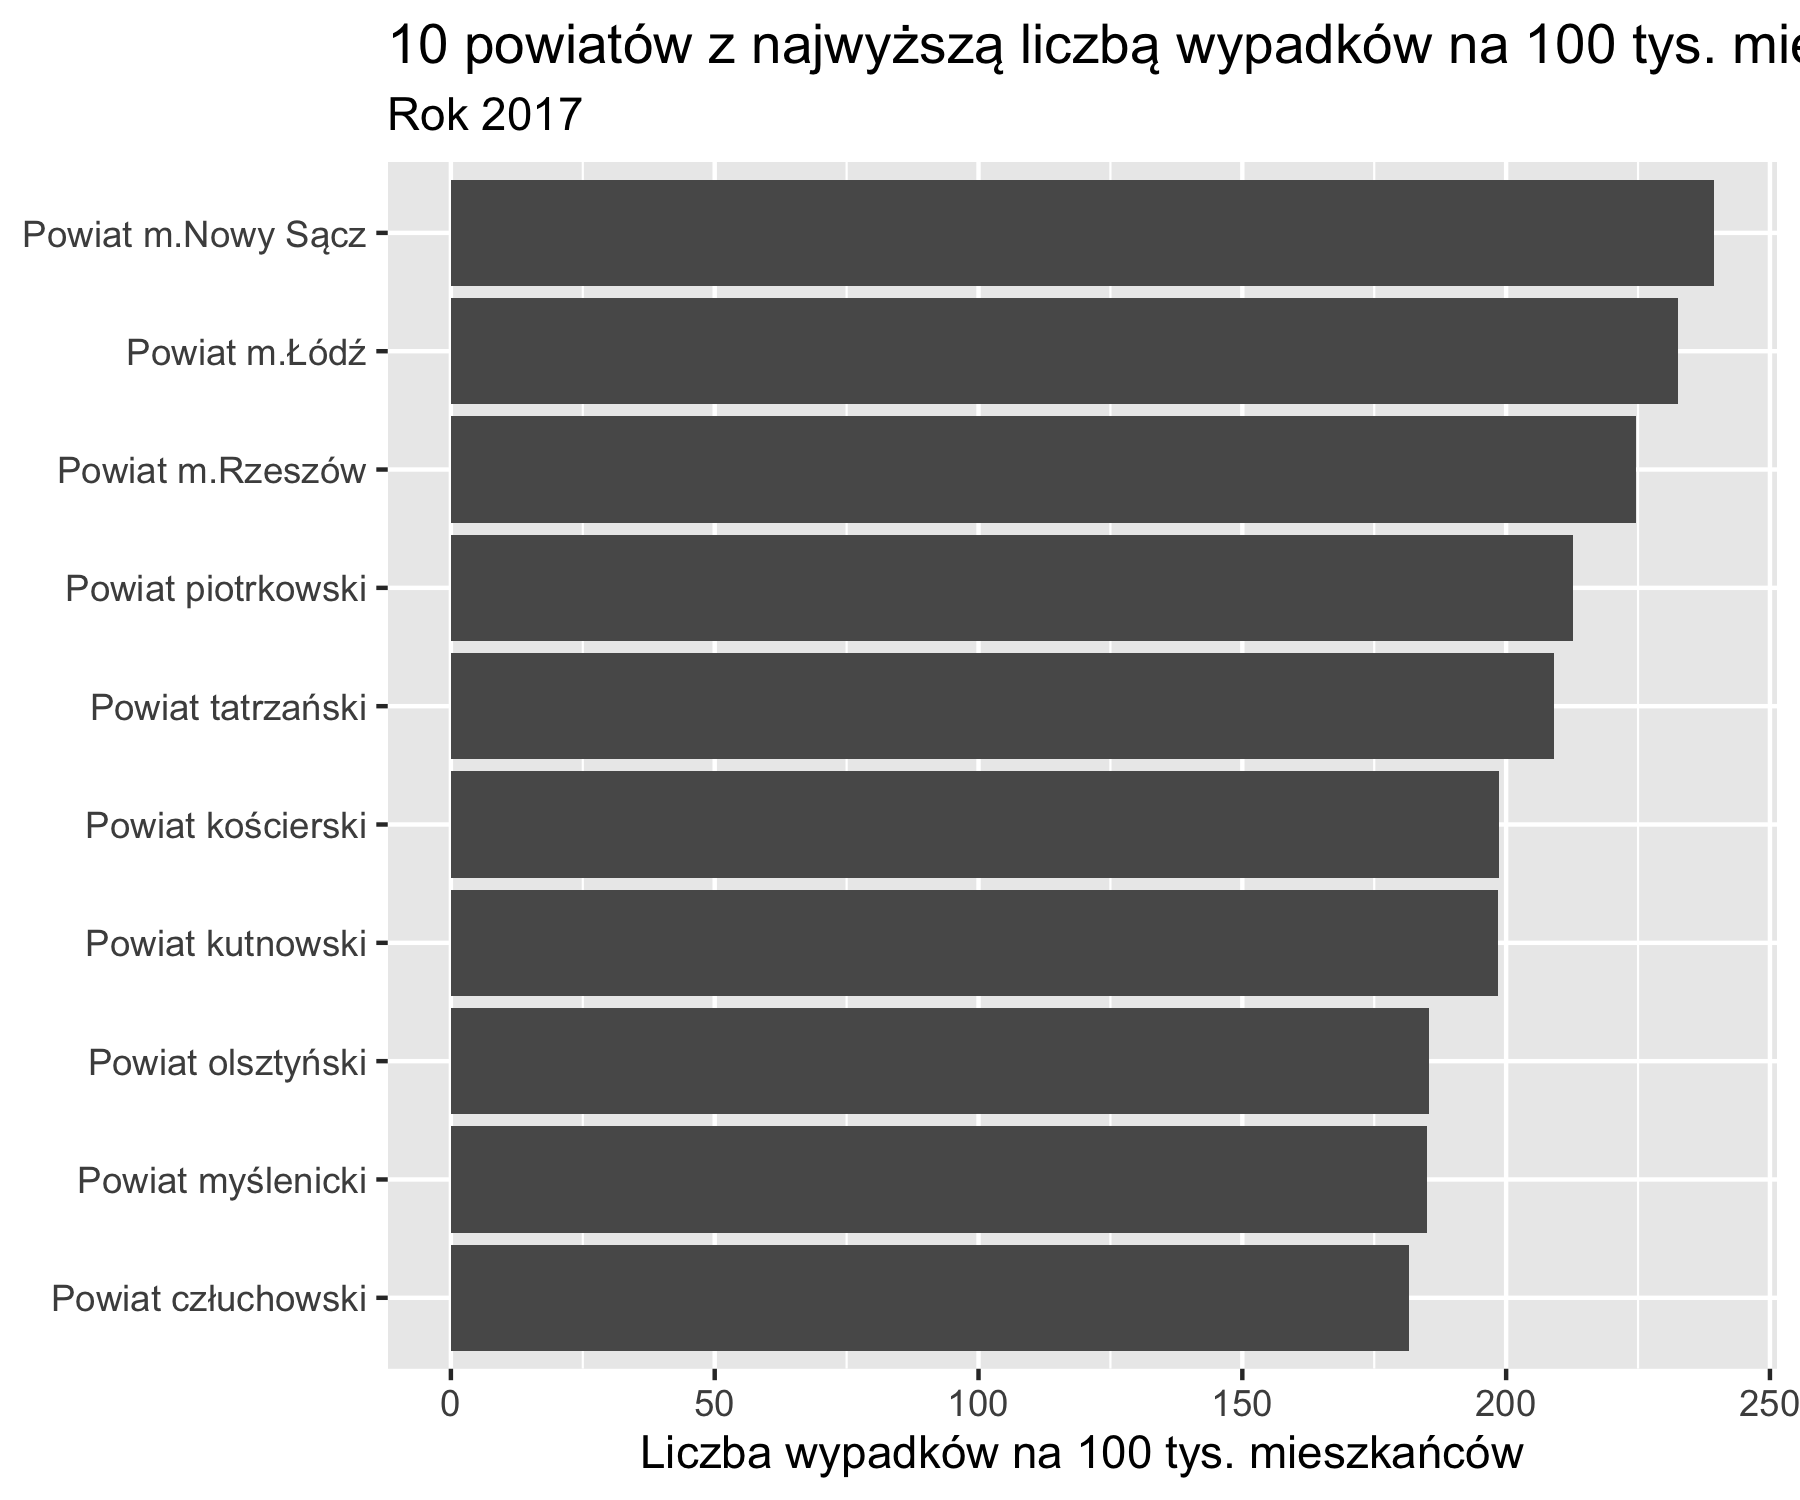 10 powiatów z najwyższą liczbą wypadków na 100 tys.
Rok 2017
Powiat m.Nowy Sącz
Powiat m.Łódź
Powiat m.Rzeszów
Powiat piotrkowski
Powiat tatrzański
Powiat kościerski
Powiat kutnowski
Powiat olsztyński
Powiat myślenicki
Powiat człuchowski
0 50 100 150 200 250
Liczba wypadków na 100 tys. mieszkańców